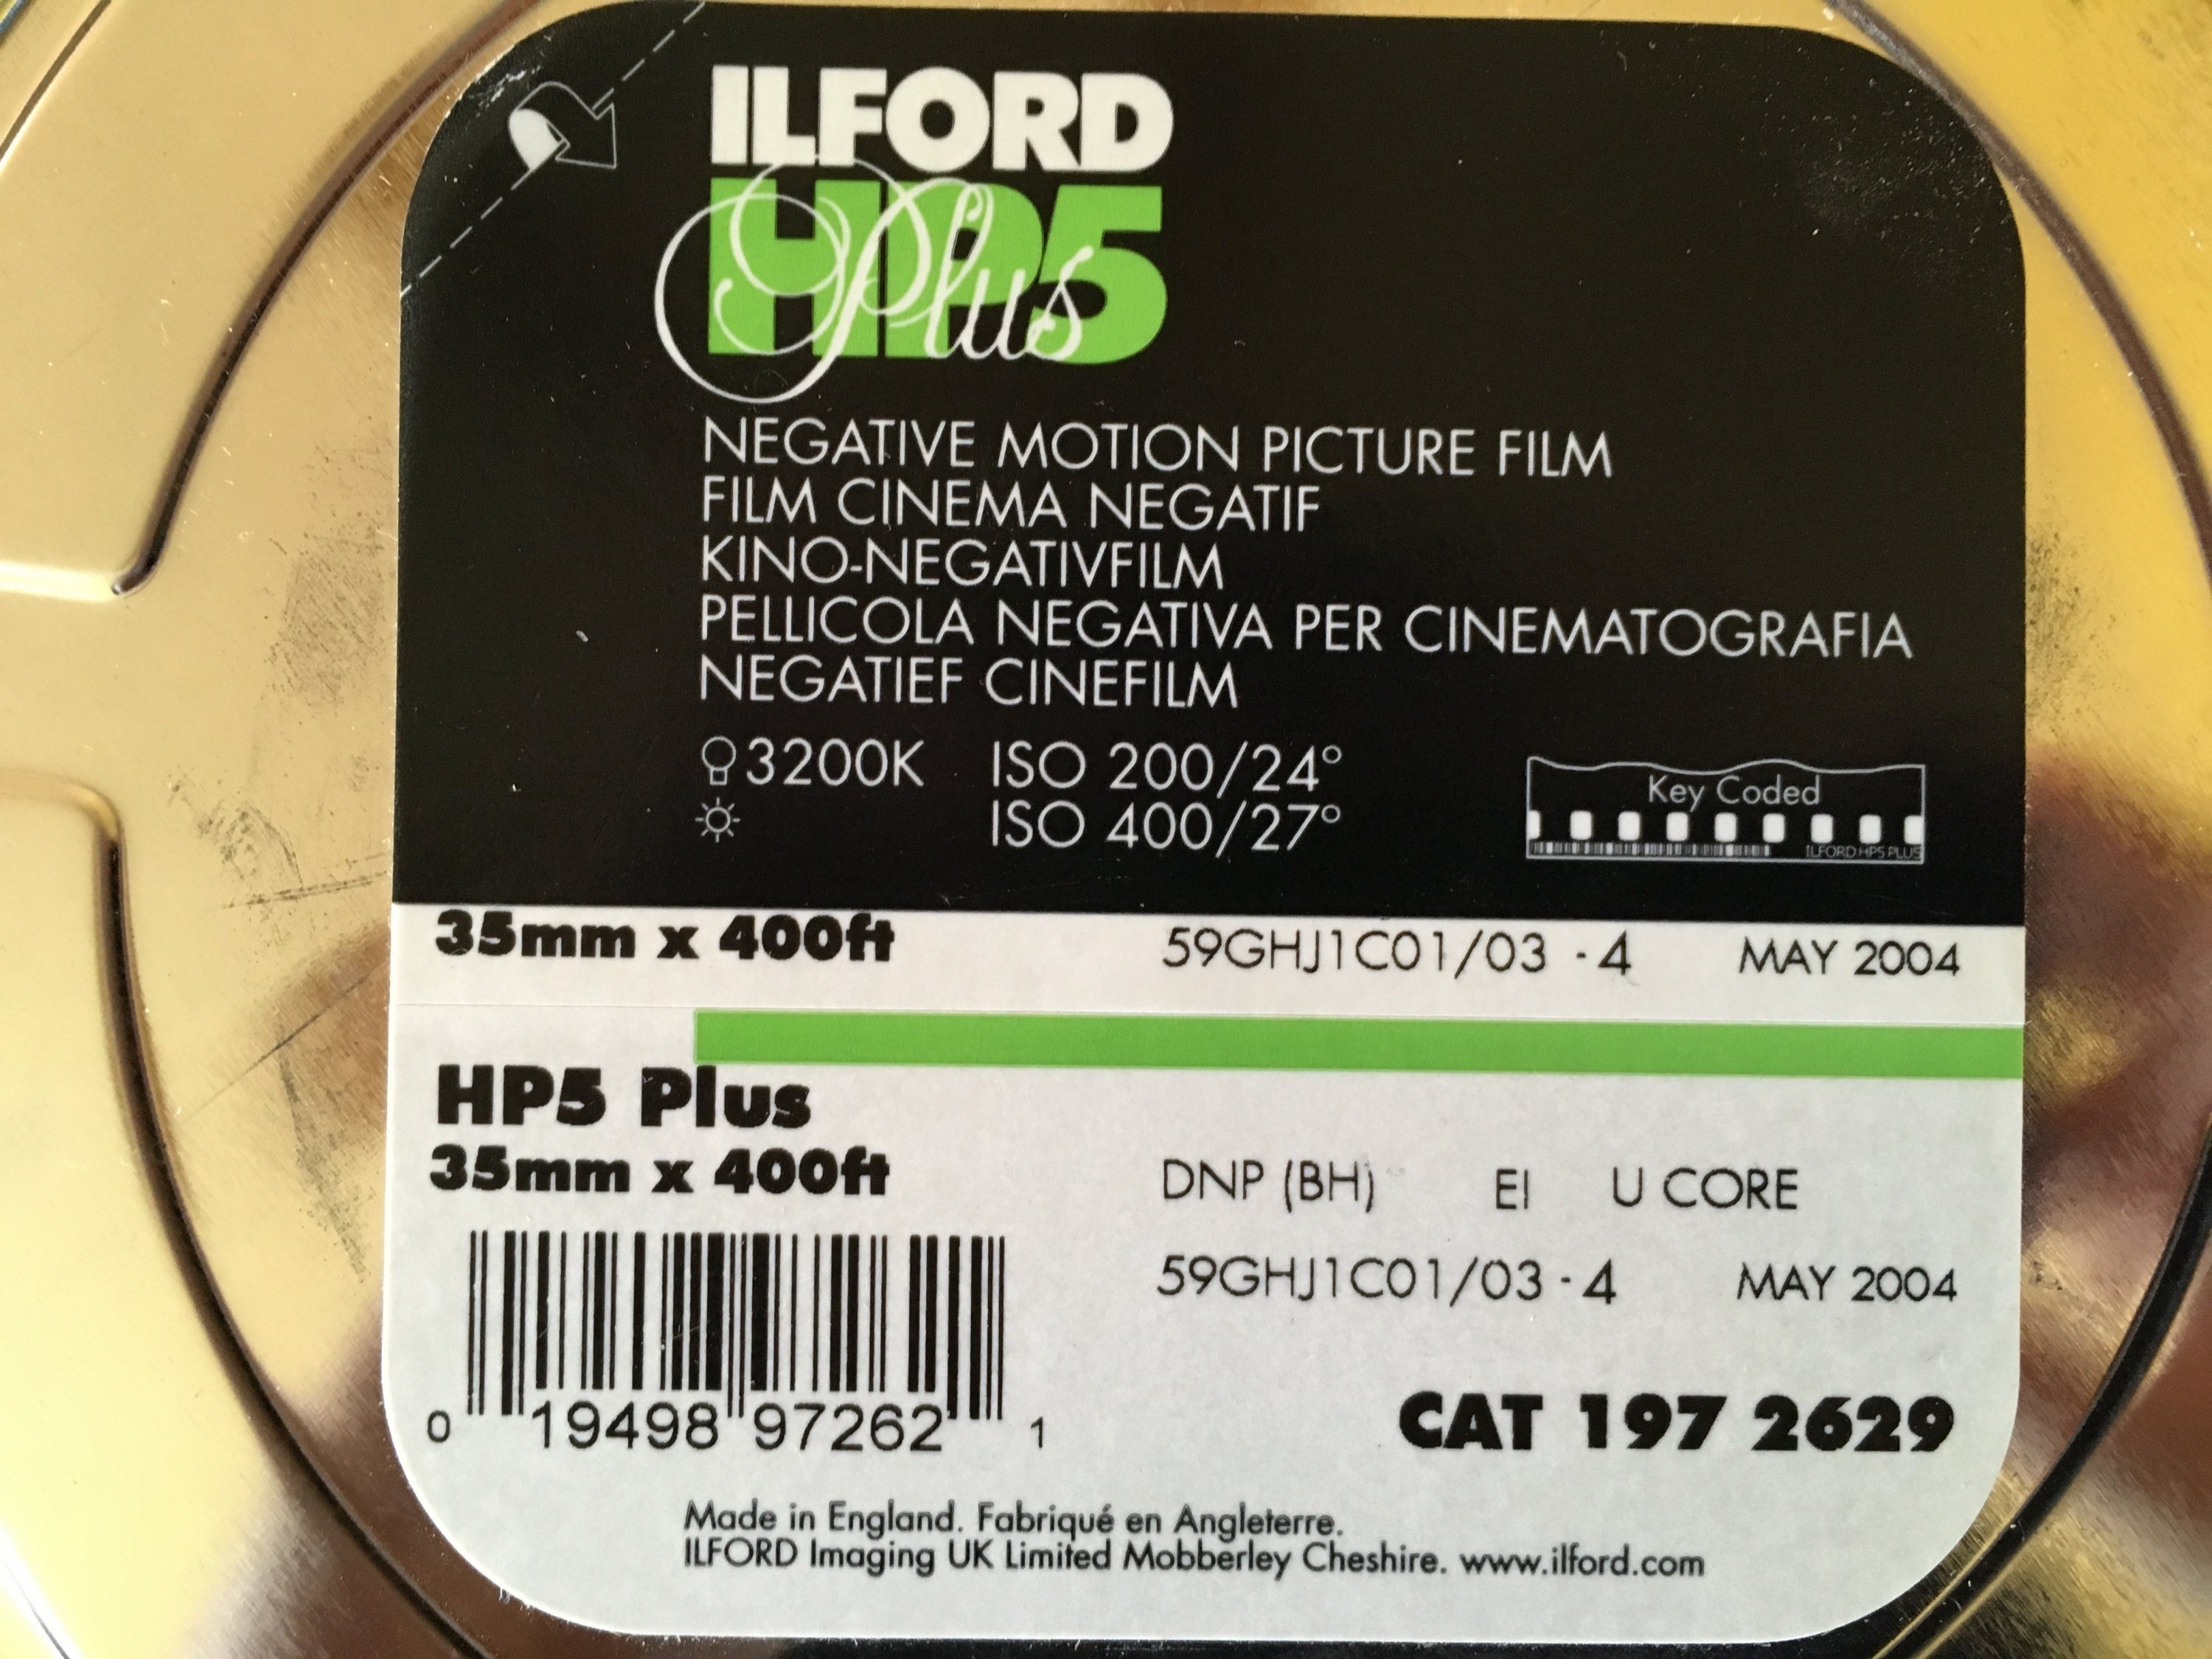 ILFORD
HP5
Plus
NEGATIVE MOTION PICTURE FILM
FILM CINEMA NEGATIF
KINO-NEGATIVFILM
PELLICOLA NEGATIVA PER CINEMATOGRAFIA
NEGATIEF CINEFILM
3200K ISO 200/24°
ISO 400/27°
Key Coded
ILFORD HP5 PLUS
35mm x 400ft 59GHJ1C01/03 - 4 MAY 2004
HP5 Plus
35mm x 400ft DNP (BH) EI U CORE
59GHJ1C01/03 - 4 MAY 2004
0 19498 97262 1
CAT 197 2629
Made in England. Fabriqué en Angleterre.
ILFORD Imaging UK Limited Mobberley Cheshire. www.ilford.com